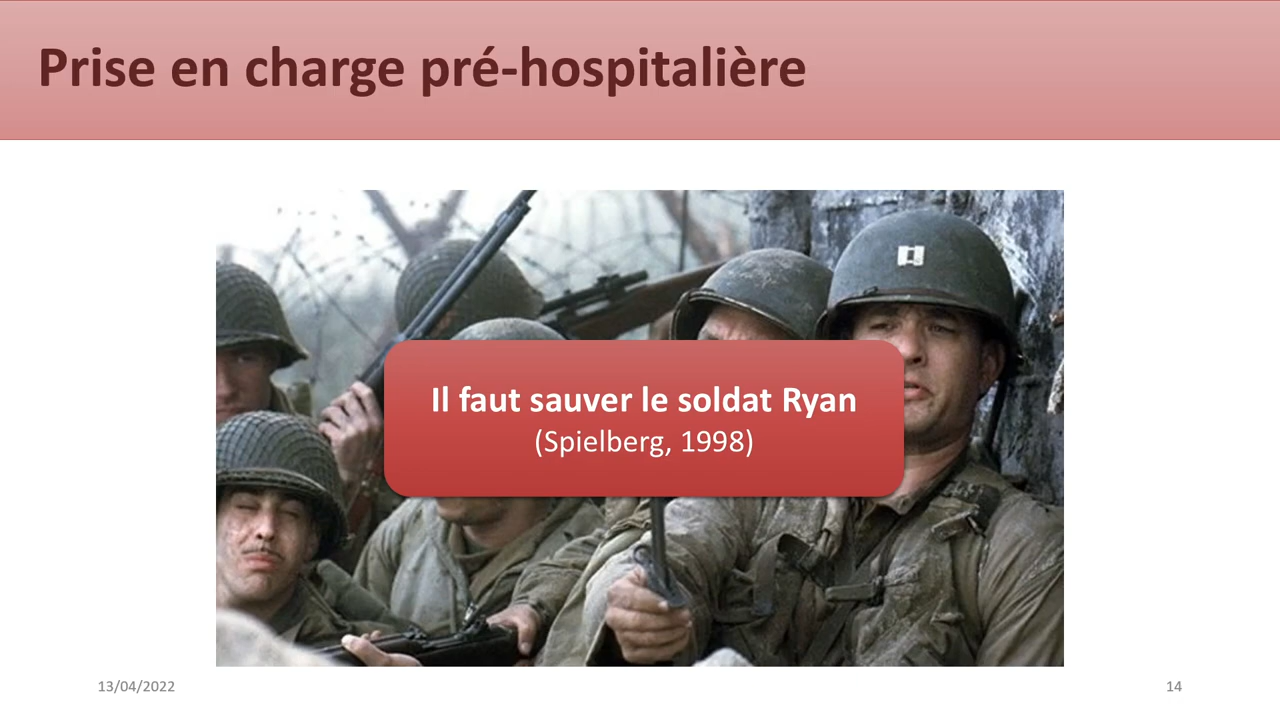 Prise en charge pré-hospitalière
Il faut sauver le soldat Ryan
(Spielberg, 1998)
13/04/2022
14